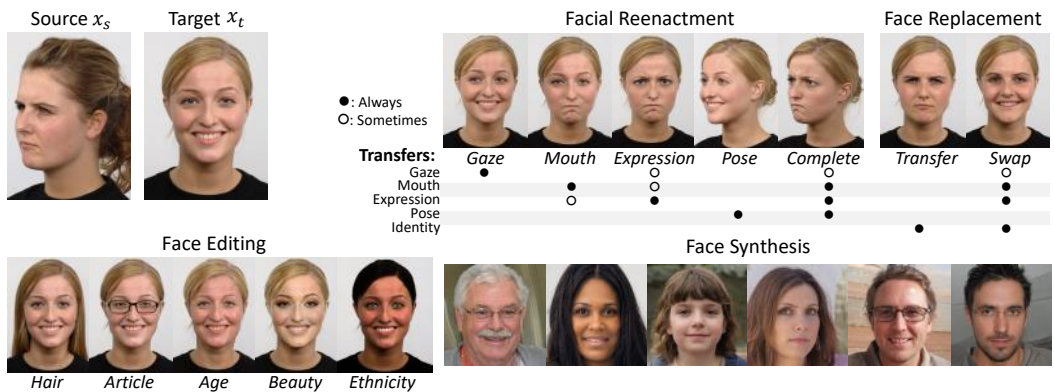 Source xₛ
Target xₜ
Facial Reenactment
Face Replacement
●: Always
○: Sometimes
Transfers: Gaze Mouth Expression Pose Complete Transfer Swap
Gaze ● ○ ○ ○
Mouth ● ○ ● ●
Expression ○ ● ● ●
Pose ● ●
Identity ● ●
Face Editing
Hair Article Age Beauty Ethnicity
Face Synthesis